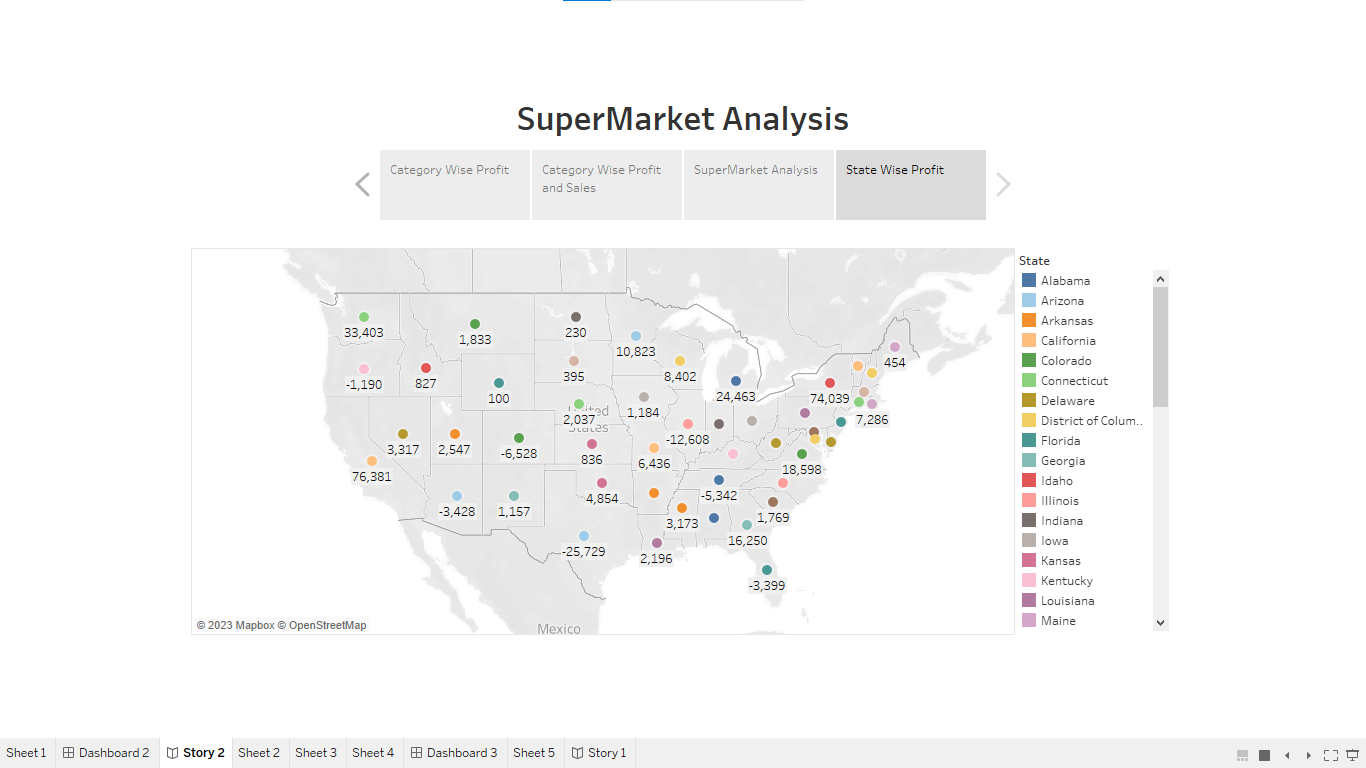 SuperMarket Analysis
Category Wise Profit
Category Wise Profit
and Sales
SuperMarket Analysis
State Wise Profit
33,403
1,833
230
10,823
454
-1,190
827
100
395
8,402
24,463
74,039
2,037
United
States
1,184
7,286
3,317
2,547
-6,528
836
6,436
-12,608
18,598
76,381
-3,428
1,157
4,854
-5,342
3,173
1,769
16,250
-25,729
2,196
-3,399
Mexico
© 2023 Mapbox © OpenStreetMap
State
Alabama
Arizona
Arkansas
California
Colorado
Connecticut
Delaware
District of Colum..
Florida
Georgia
Idaho
Illinois
Indiana
Iowa
Kansas
Kentucky
Louisiana
Maine
Sheet 1
Dashboard 2
Story 2
Sheet 2
Sheet 3
Sheet 4
Dashboard 3
Sheet 5
Story 1